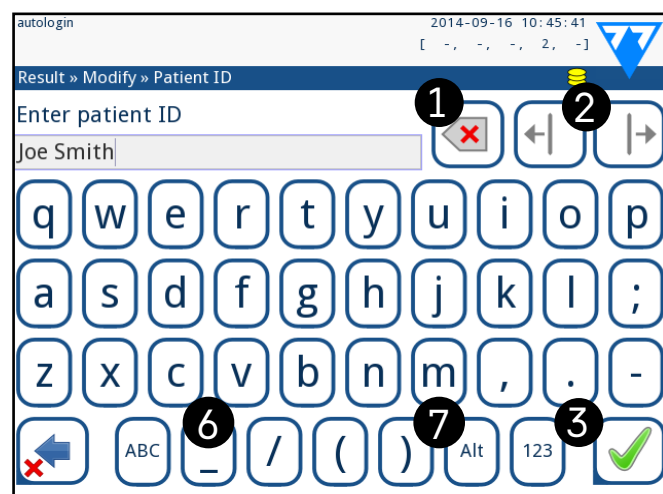 autologin 2014-09-16 10:45:41
[ -, -, -, 2, -]
Result » Modify » Patient ID
Enter patient ID
1 2
Joe Smith
q w e r t y u i o p
a s d f g h j k l ;
z x c v b n m , . -
6 7 3
ABC _ / ( ) Alt 123